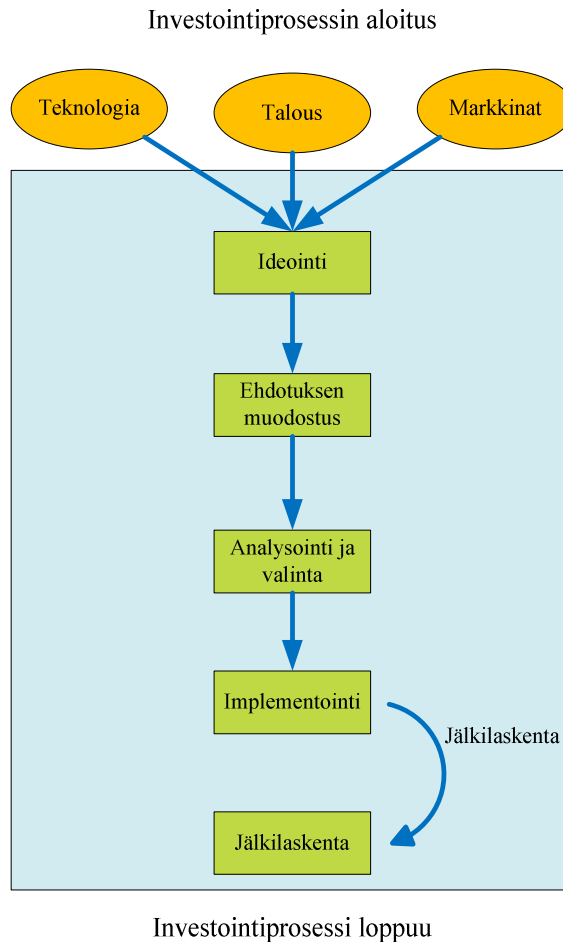 Investointiprosessin aloitus
Teknologia
Talous
Markkinat
Ideointi
Ehdotuksen
muodostus
Analysointi ja
valinta
Implementointi
Jälkilaskenta
Jälkilaskenta
Investointiprosessi loppuu